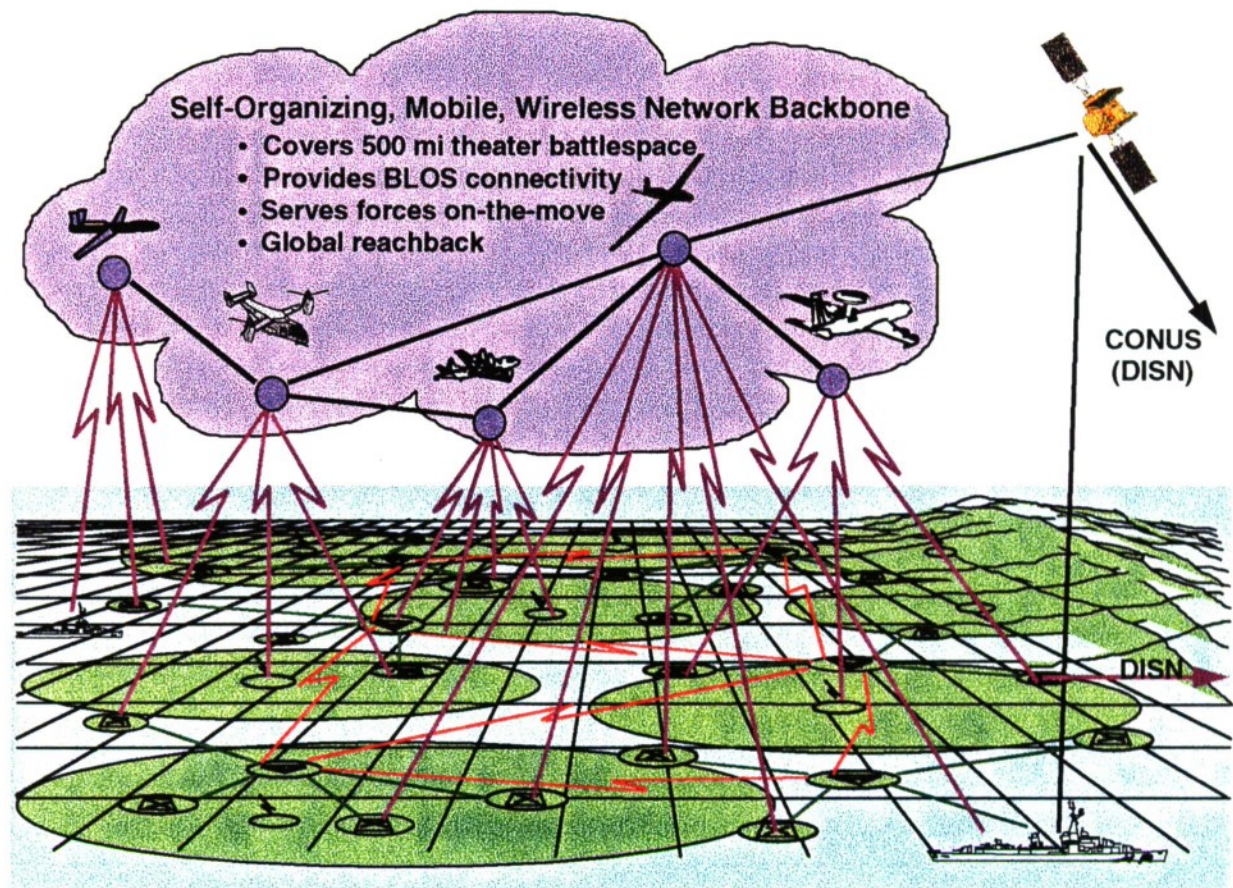 Self-Organizing, Mobile, Wireless Network Backbone
• Covers 500 mi theater battlespace
• Provides BLOS connectivity
• Serves forces on-the-move
• Global reachback
CONUS
(DISN)
DISN